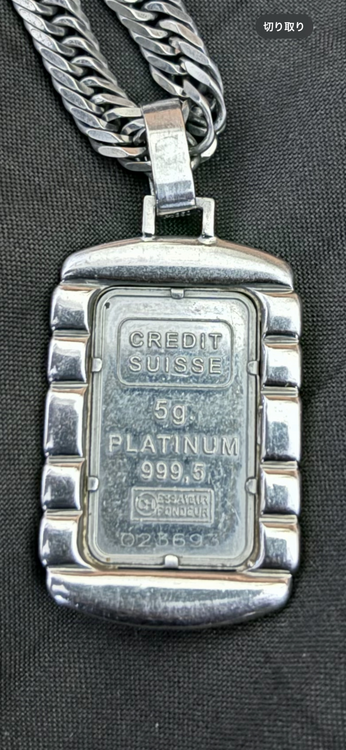 切り取り
CREDIT
SUISSE
5g
PLATINUM
999,5
ESSAYEUR
FONDEUR